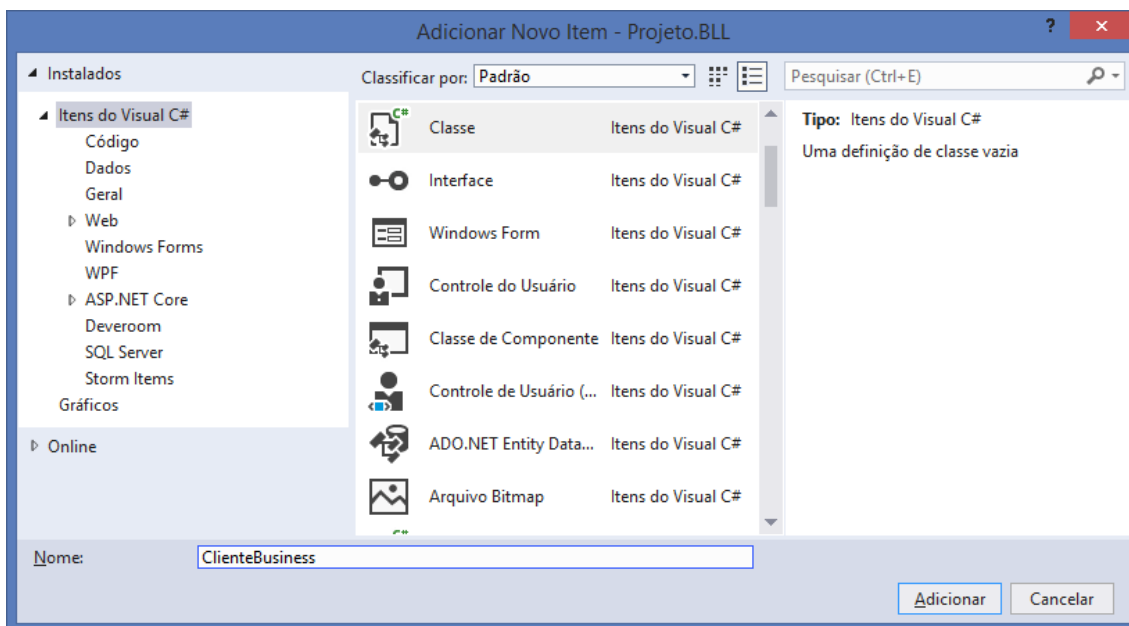 Adicionar Novo Item - Projeto.BLL
?
Instalados
Classificar por: Padrão
Pesquisar (Ctrl+E)
Itens do Visual C#
Código
Dados
Geral
Web
Windows Forms
WPF
ASP.NET Core
Deveroom
SQL Server
Storm Items
Gráficos
Online
C# Classe Itens do Visual C#
Interface Itens do Visual C#
Windows Form Itens do Visual C#
Controle do Usuário Itens do Visual C#
Classe de Componente Itens do Visual C#
Controle de Usuário (... Itens do Visual C#
ADO.NET Entity Data... Itens do Visual C#
Arquivo Bitmap Itens do Visual C#
Tipo: Itens do Visual C#
Uma definição de classe vazia
Nome: ClienteBusiness
Adicionar Cancelar